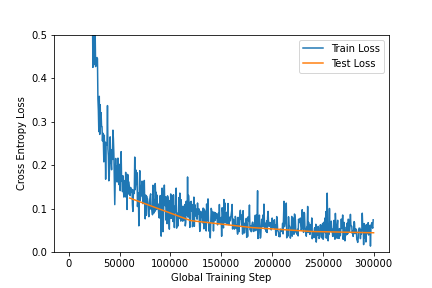 0.5
0.4
0.3
0.2
0.1
0.0
Cross Entropy Loss
Train Loss
Test Loss
0 50000 100000 150000 200000 250000 300000
Global Training Step